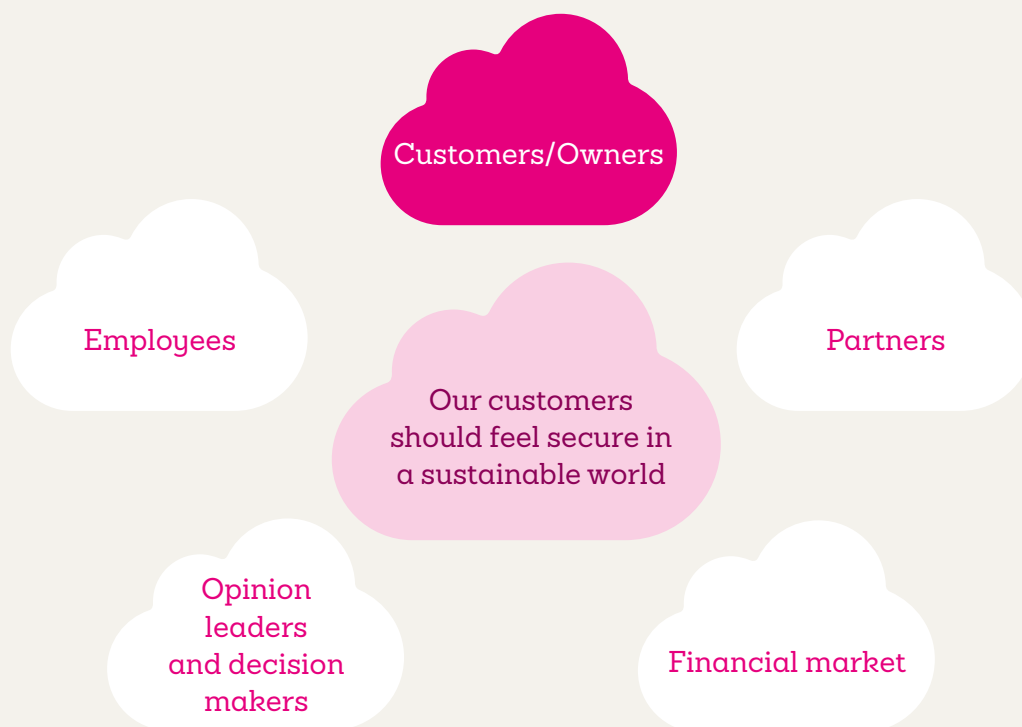 Customers/Owners
Employees
Partners
Our customers
should feel secure in
a sustainable world
Opinion
leaders
and decision
makers
Financial market